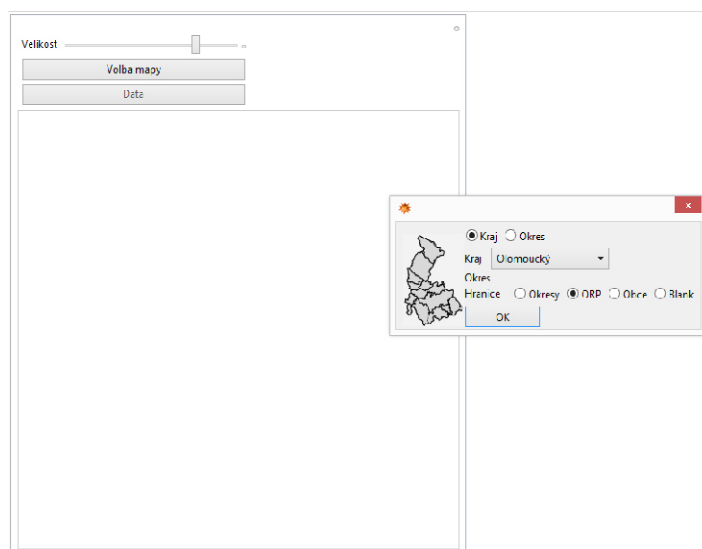 Velikost
Volba mapy
Data
Kraj Okres
Kraj Olomoucký
Okres
Hranice Okresy ORP Obce Blank
OK